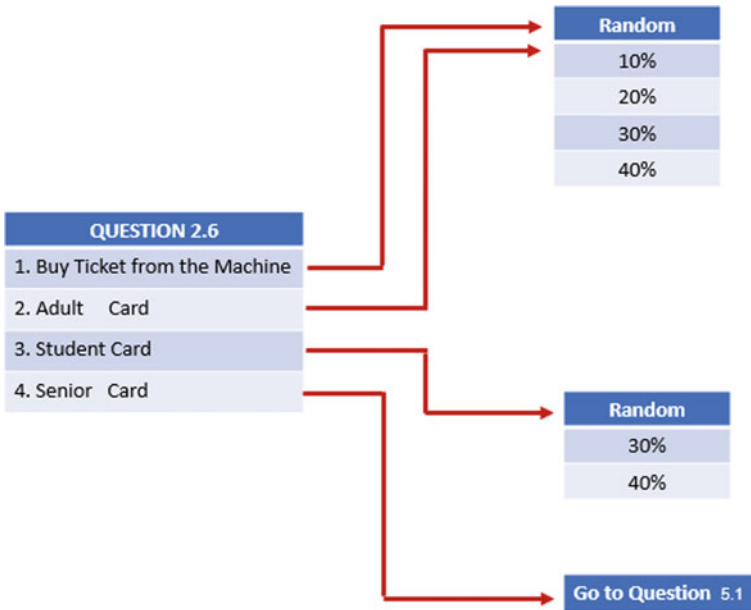 Random
10%
20%
30%
40%
QUESTION 2.6
1. Buy Ticket from the Machine
2. Adult Card
3. Student Card
4. Senior Card
Random
30%
40%
Go to Question 5.1